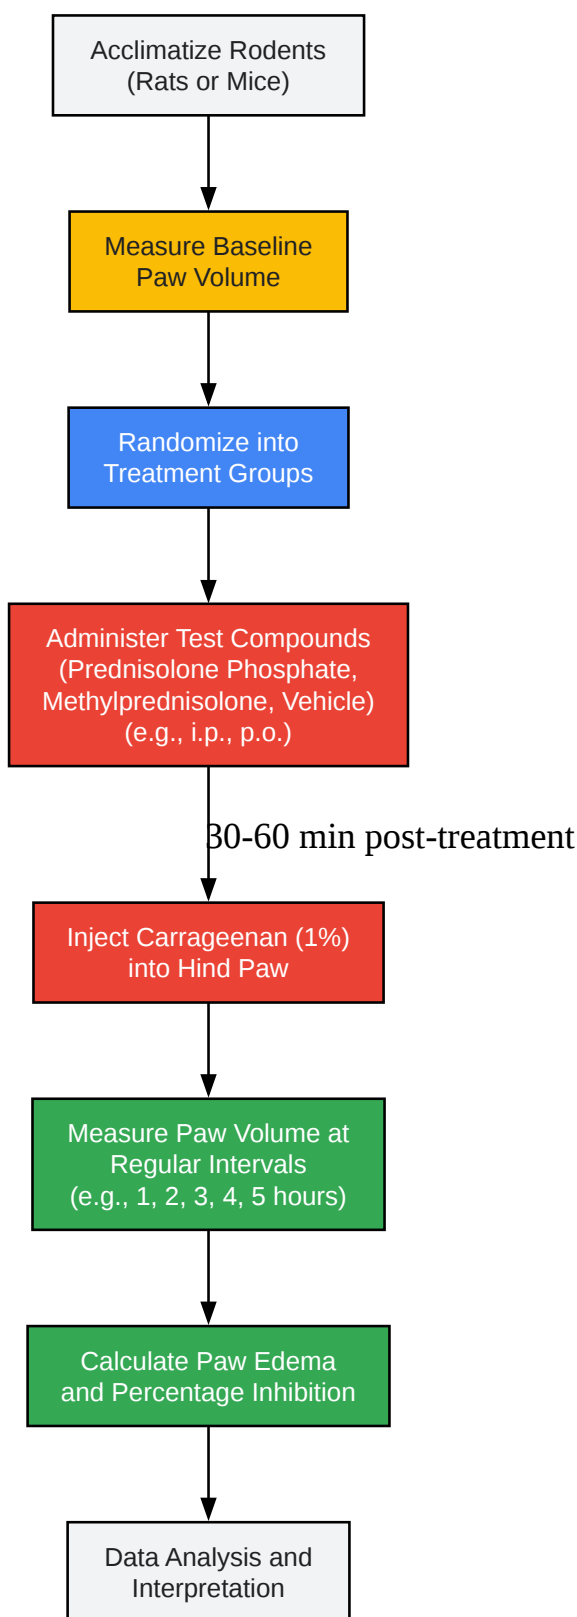 Acclimatize Rodents
(Rats or Mice)
Measure Baseline
Paw Volume
Randomize into
Treatment Groups
Administer Test Compounds
(Prednisolone Phosphate,
Methylprednisolone, Vehicle)
(e.g., i.p., p.o.)
30-60 min post-treatment
Inject Carrageenan (1%)
into Hind Paw
Measure Paw Volume at
Regular Intervals
(e.g., 1, 2, 3, 4, 5 hours)
Calculate Paw Edema
and Percentage Inhibition
Data Analysis and
Interpretation